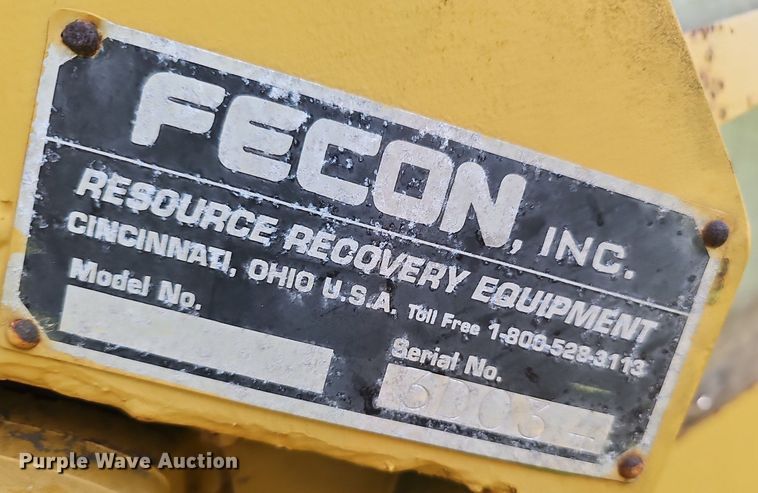 FECON, INC.
RESOURCE RECOVERY EQUIPMENT
CINCINNATI, OHIO U.S.A. Toll Free 1-800-528-3113
Model No.
Serial No.
Purple Wave Auction